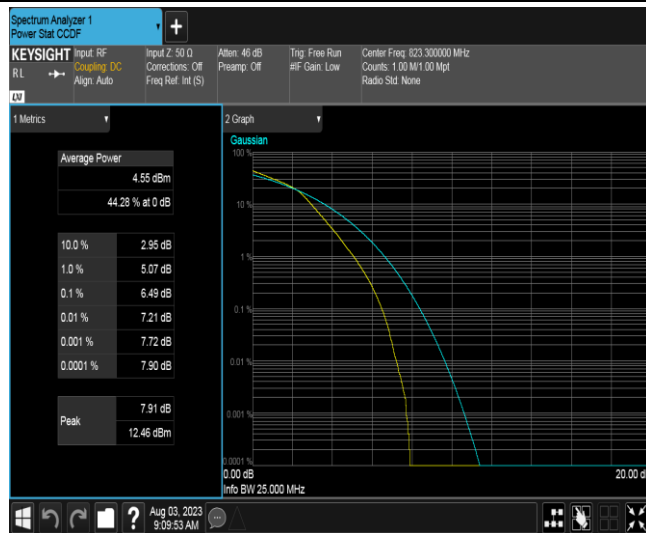 Spectrum Analyzer 1
Power Stat CCDF
+
KEYSIGHT
RL
Input: RF
Coupling: DC
Align: Auto
Input Z: 50 Ω
Corrections: Off
Freq Ref: Int (S)
Atten: 46 dB
Preamp: Off
Trig: Free Run
#IF Gain: Low
Center Freq: 823.300000 MHz
Counts: 1.00 M/1.00 Mpt
Radio Std: None
1 Metrics
Average Power
4.55 dBm
44.28 % at 0 dB
10.0 % 2.95 dB
1.0 % 5.07 dB
0.1 % 6.49 dB
0.01 % 7.21 dB
0.001 % 7.72 dB
0.0001 % 7.90 dB
Peak
7.91 dB
12.46 dBm
2 Graph
Gaussian
100 %
10 %
1 %
0.1 %
0.01 %
0.001 %
0.0001 %
0.00 dB
20.00 d
Info BW 25.000 MHz
?
Aug 03, 2023
9:09:53 AM